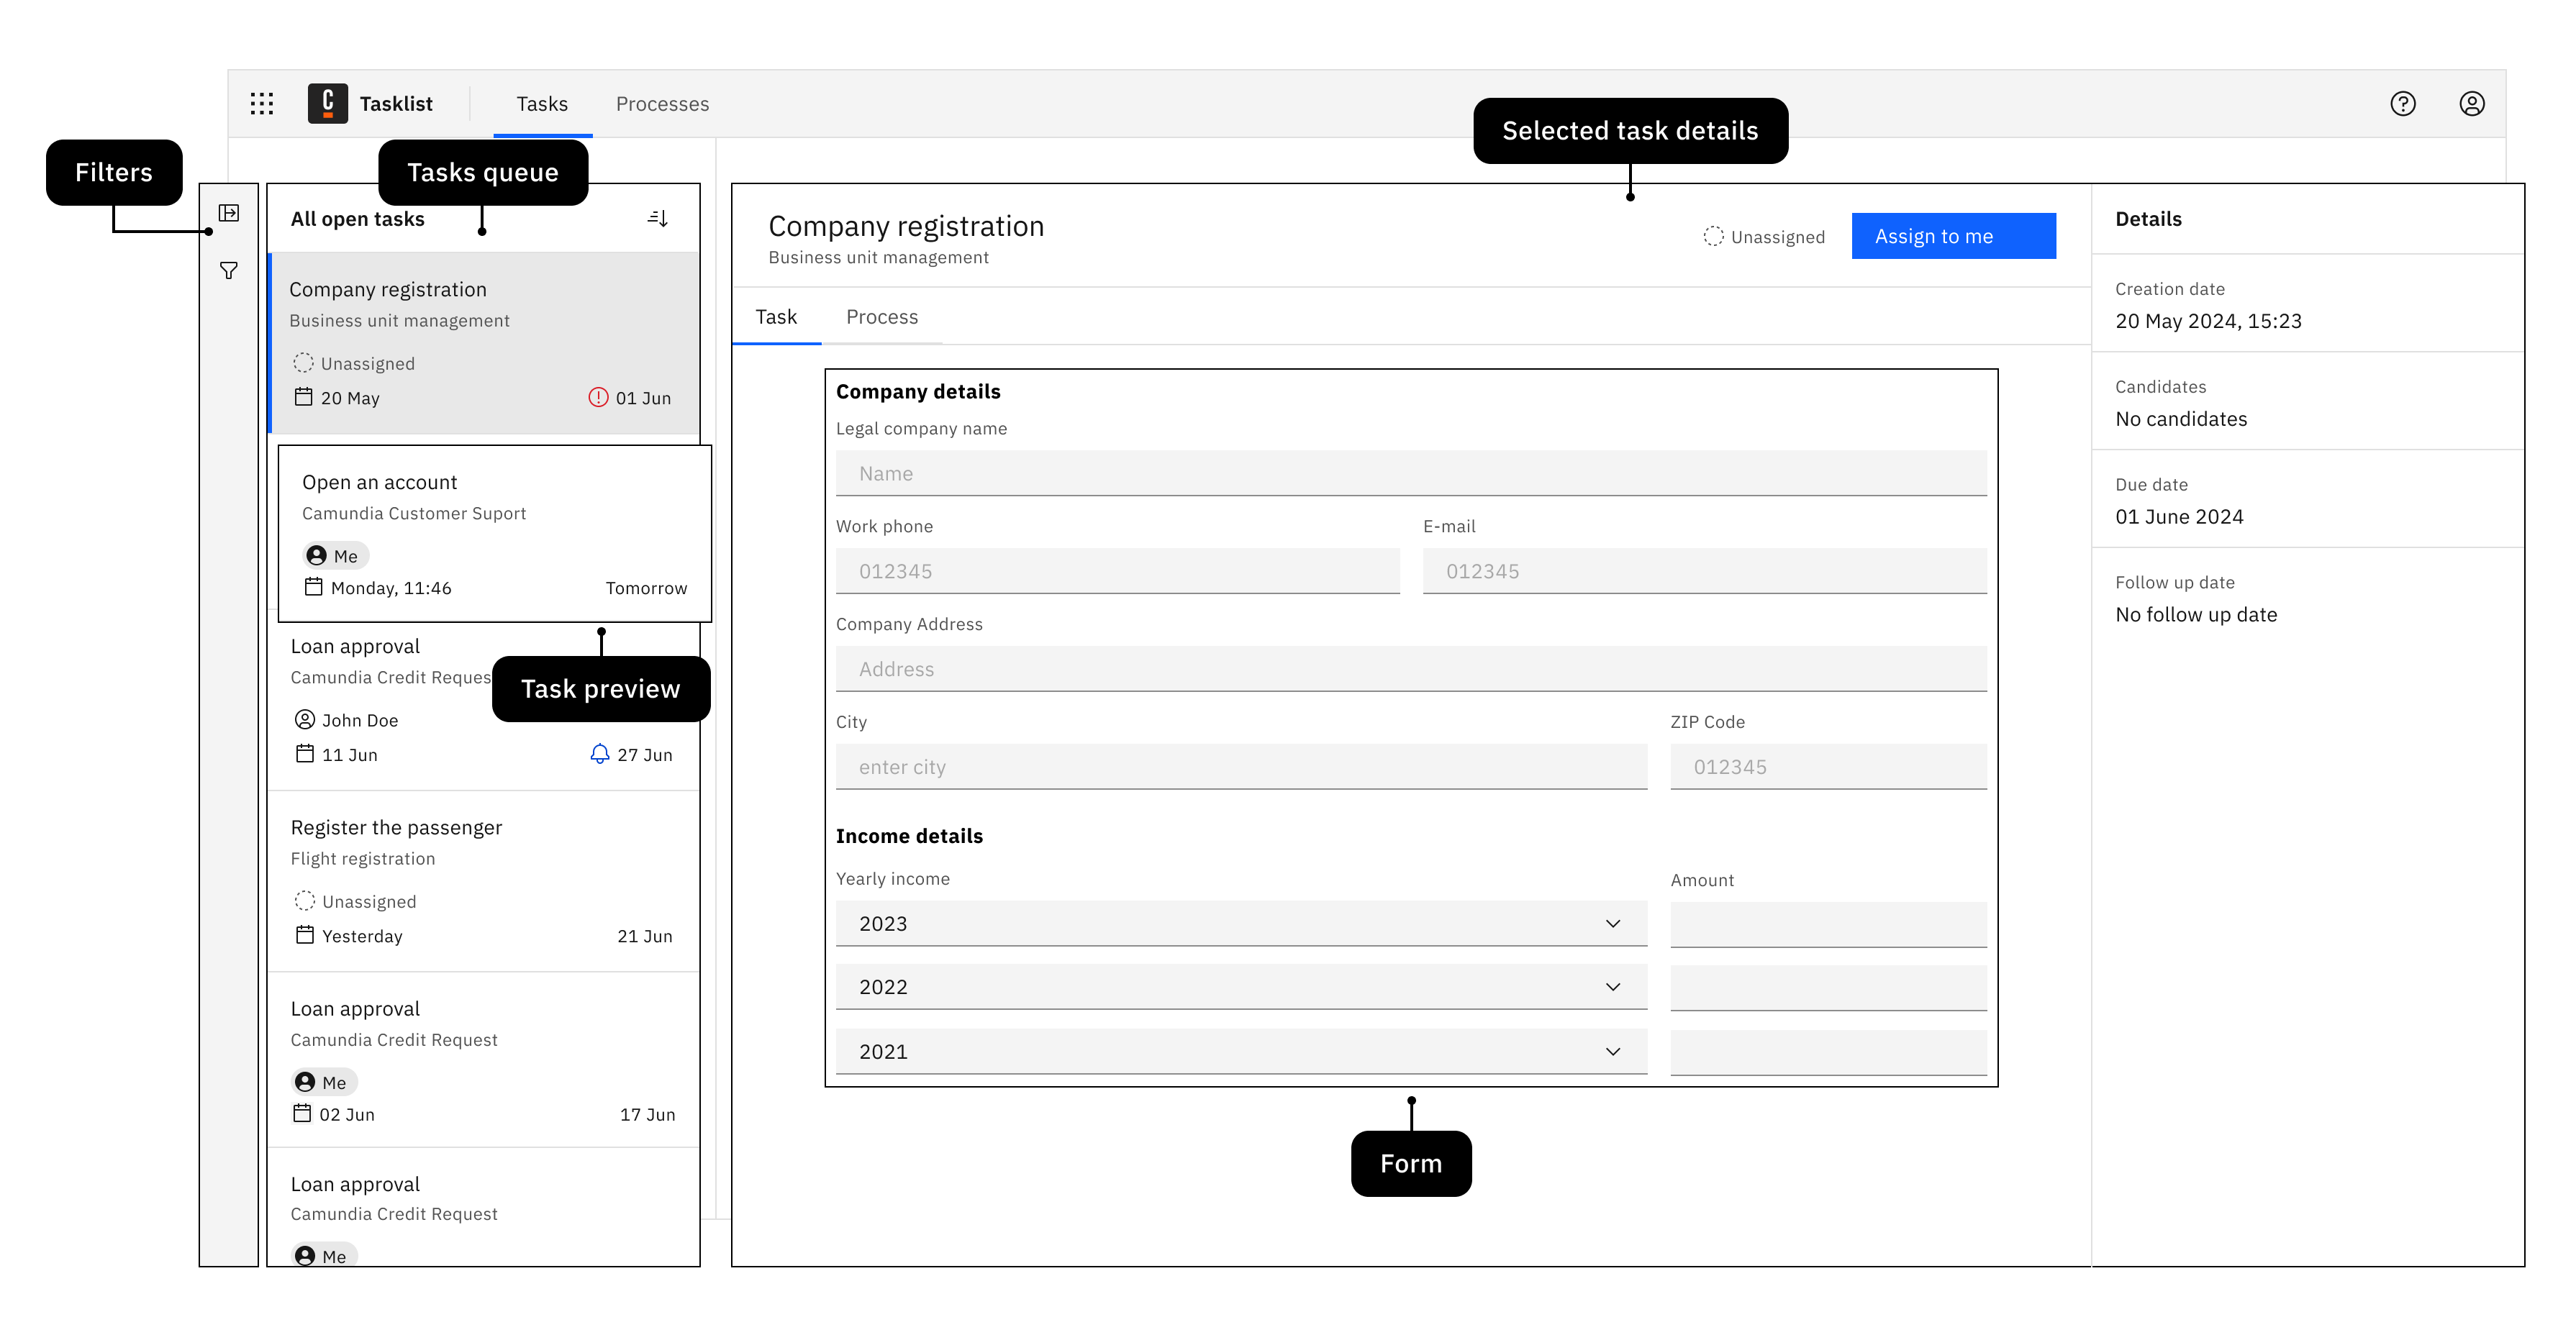 Tasklist
Tasks
Processes
Filters
Tasks queue
Selected task details
All open tasks
Company registration
Business unit management
Unassigned
20 May
01 Jun
Open an account
Camundia Customer Suport
Me
Monday, 11:46
Tomorrow
Task preview
Loan approval
Camundia Credit
John Doe
11 Jun
27 Jun
Register the passenger
Flight registration
Unassigned
Yesterday
21 Jun
Loan approval
Camundia Credit Request
Me
02 Jun
17 Jun
Loan approval
Camundia Credit Request
Me
Company registration
Business unit management
Unassigned
Assign to me
Task
Process
Company details
Legal company name
Name
Work phone
E-mail
012345
012345
Company Address
Address
City
ZIP Code
enter city
012345
Income details
Yearly income
Amount
2023
2022
2021
Form
Details
Creation date
20 May 2024, 15:23
Candidates
No candidates
Due date
01 June 2024
Follow up date
No follow up date